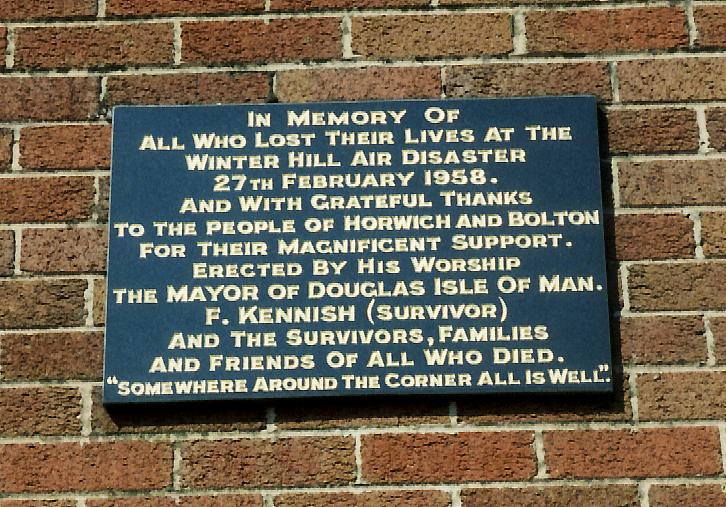 IN MEMORY OF
ALL WHO LOST THEIR LIVES AT THE
WINTER HILL AIR DISASTER
27TH FEBRUARY 1958.
AND WITH GRATEFUL THANKS
TO THE PEOPLE OF HORWICH AND BOLTON
FOR THEIR MAGNIFICENT SUPPORT.
ERECTED BY HIS WORSHIP
THE MAYOR OF DOUGLAS ISLE OF MAN.
F. KENNISH (SURVIVOR)
AND THE SURVIVORS, FAMILIES
AND FRIENDS OF ALL WHO DIED.
"SOMEWHERE AROUND THE CORNER ALL IS WELL".